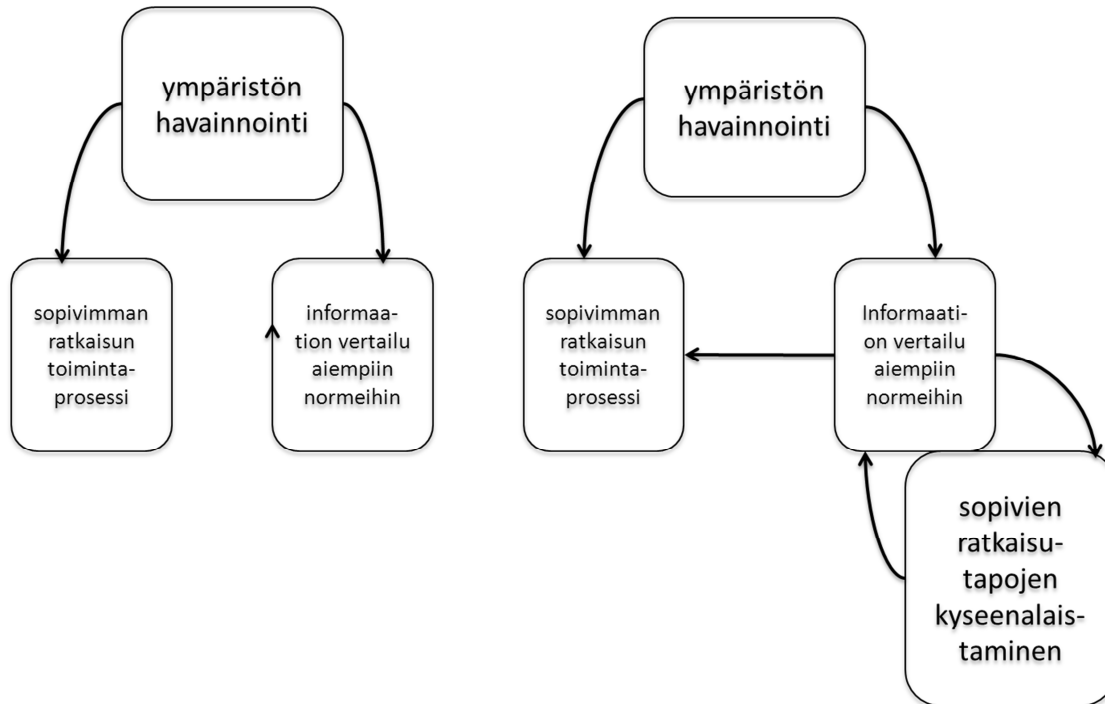 ympäristön
havainnointi
sopivimman
ratkaisun
toiminta-
prosessi
informaa-
tion vertailu
aiempiin
normeihin
ympäristön
havainnointi
sopivimman
ratkaisun
toiminta-
prosessi
Informaati-
on vertailu
aiempiin
normeihin
sopivien
ratkaisu-
tapojen
kyseenalais-
taminen